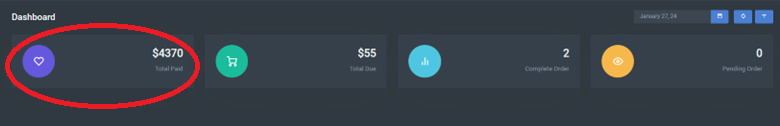 Dashboard
January 27, 24
$4370
Total Paid
$55
Total Due
2
Complete Order
0
Pending Order